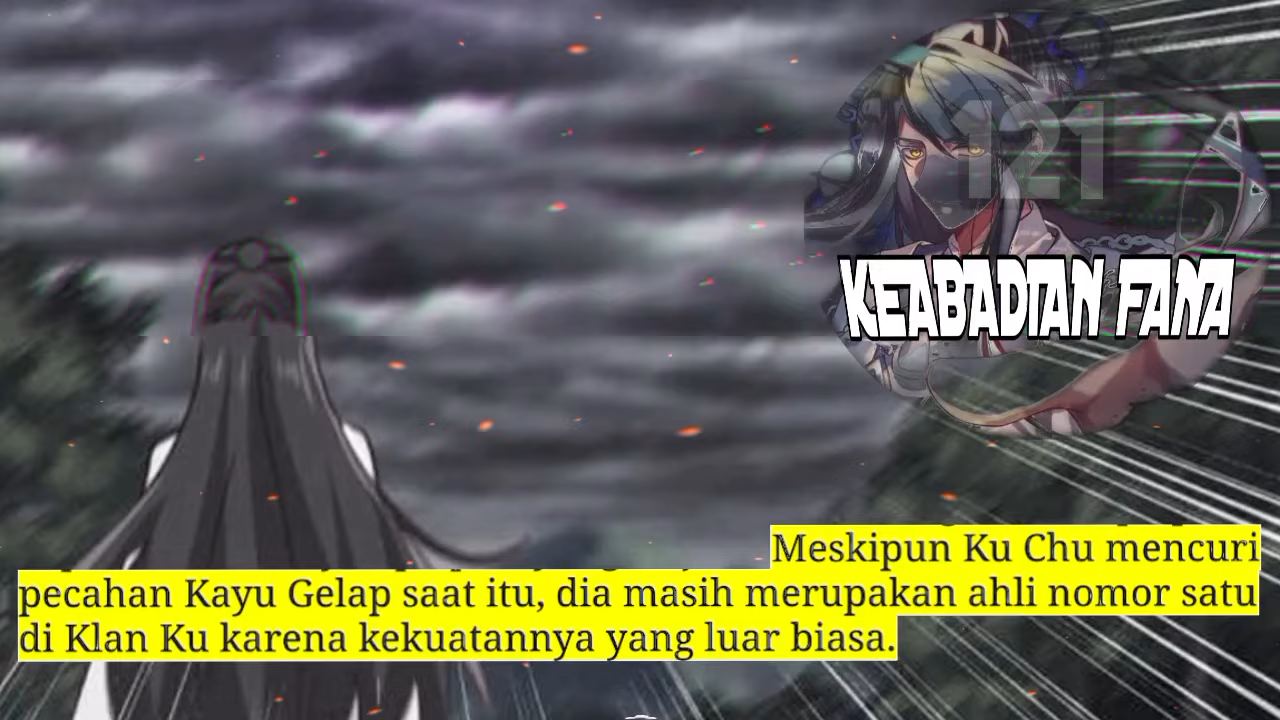 121
KEABADIAN FANA
Meskipun Ku Chu mencuri
pecahan Kayu Gelap saat itu, dia masih merupakan ahli nomor satu
di Klan Ku karena kekuatannya yang luar biasa.